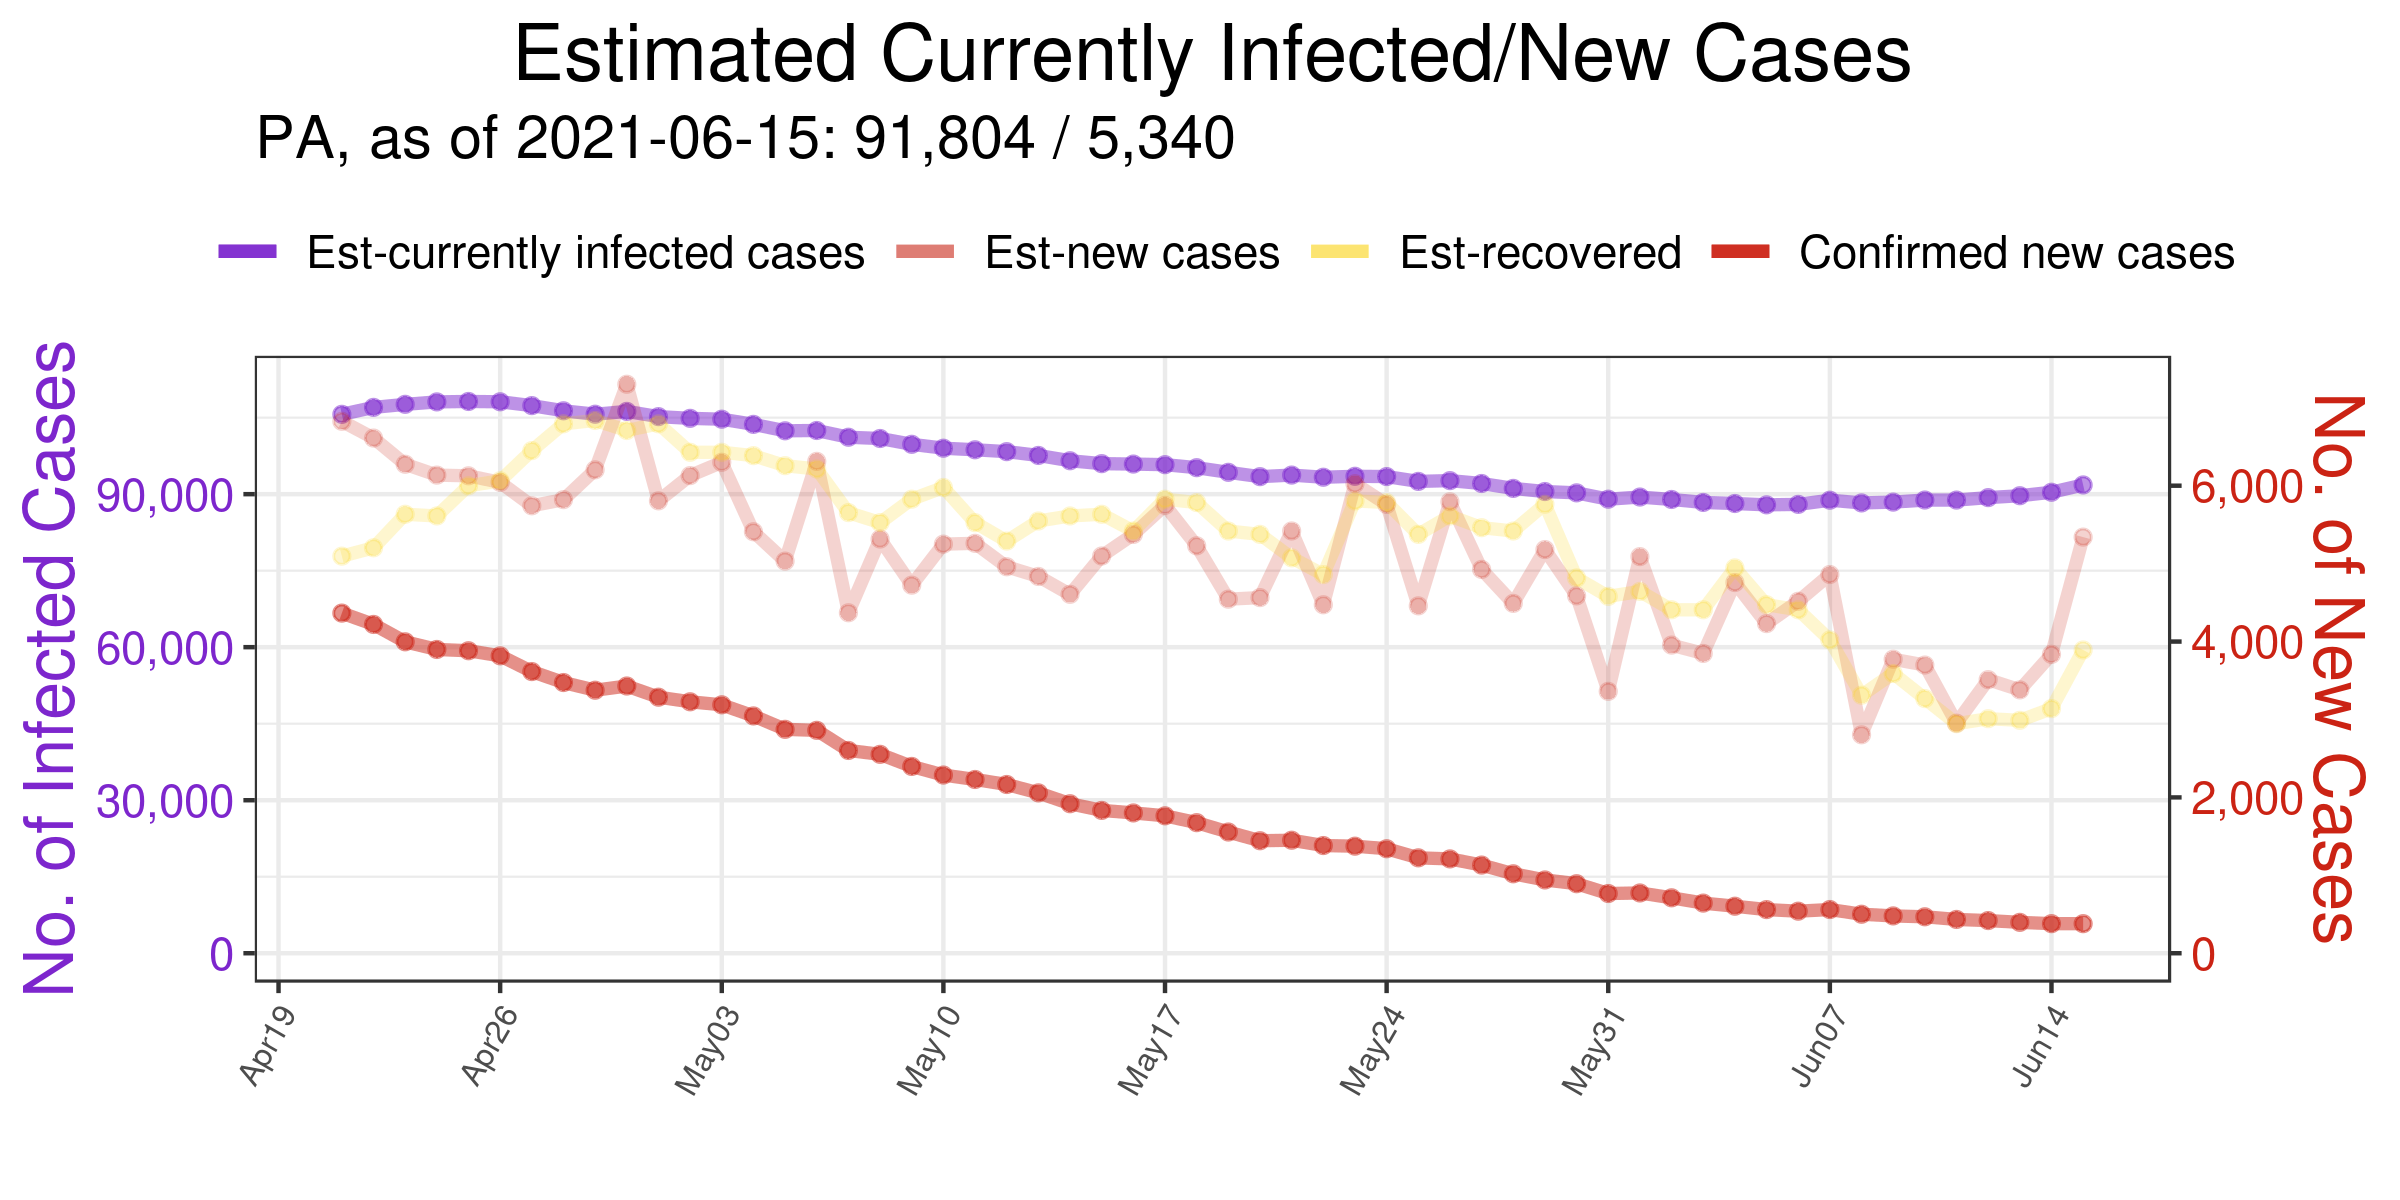 Estimated Currently Infected/New Cases
PA, as of 2021-06-15: 91,804 / 5,340
Est-currently infected cases Est-new cases Est-recovered Confirmed new cases
No. of Infected Cases
90,000
60,000
30,000
0
6,000
4,000
2,000
0
No. of New Cases
Apr19 Apr26 May03 May10 May17 May24 May31 Jun07 Jun14